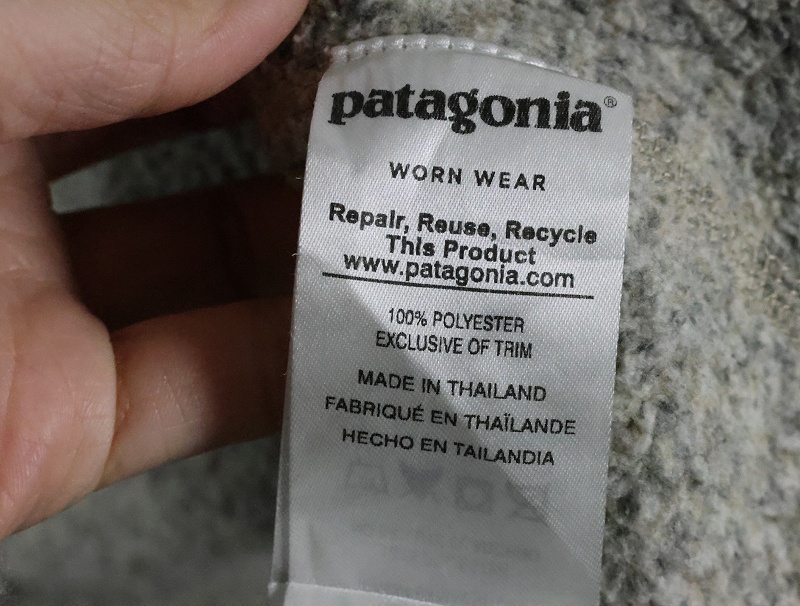 patagonia®
WORN WEAR
Repair, Reuse, Recycle
This Product
www.patagonia.com
100% POLYESTER
EXCLUSIVE OF TRIM
MADE IN THAILAND
FABRIQUÉ EN THAÏLANDE
HECHO EN TAILANDIA